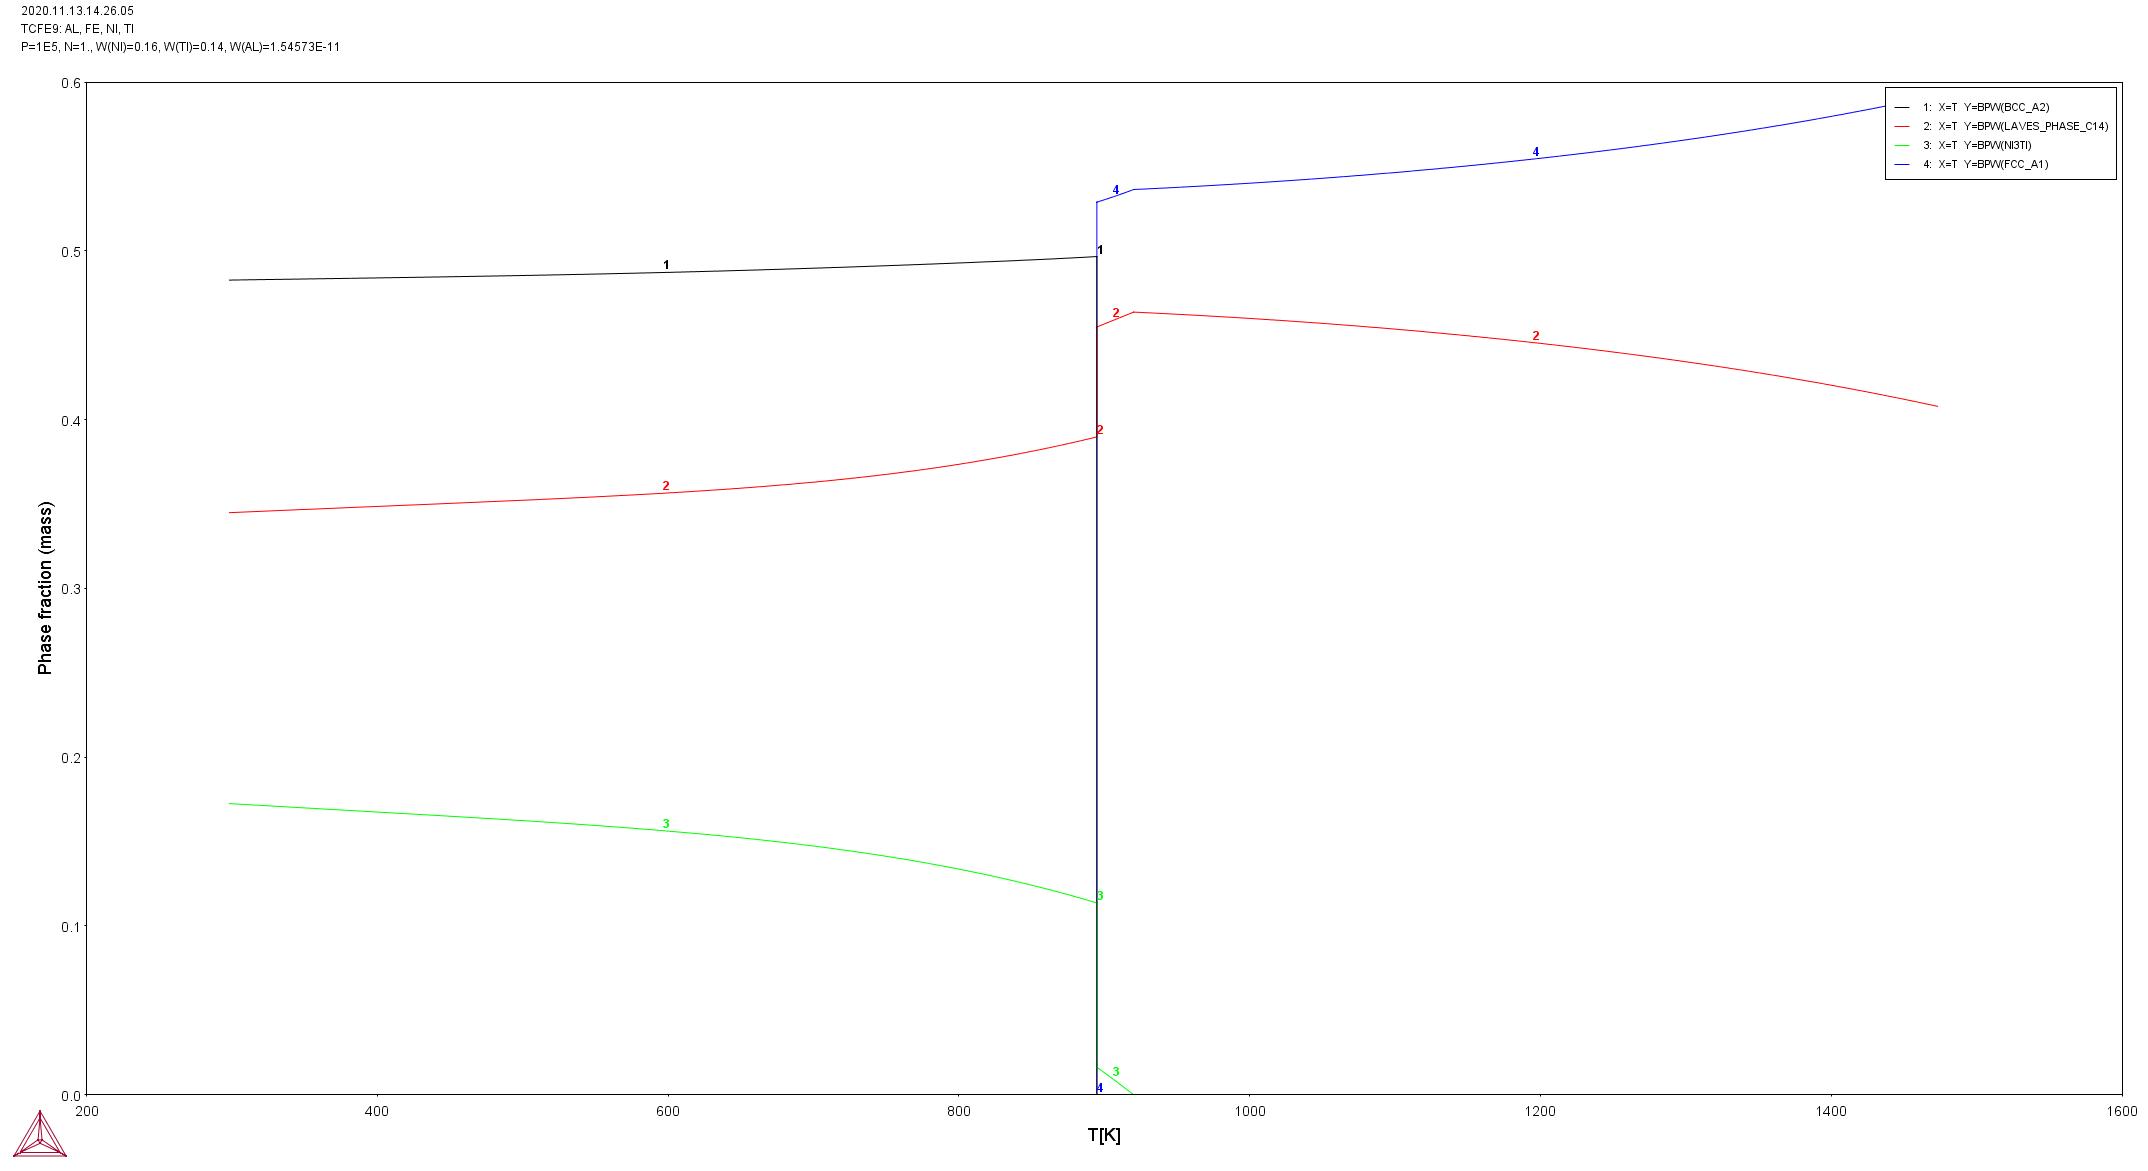 2020.11.13.14.26.05
TCFE9: AL, FE, NI, TI
P=1E5, N=1., W(NI)=0.16, W(TI)=0.14, W(AL)=1.54573E-11
0.6
1: X=T Y=BPW(BCC_A2)
2: X=T Y=BPW(LAVES_PHASE_C14)
3: X=T Y=BPW(NI3TI)
4: X=T Y=BPW(FCC_A1)
4
4
0.5
1
1
2
2
0.4
2
2
Phase fraction (mass)
0.3
0.2
3
3
0.1
3
4
0.0
200 400 600 800 1000 1200 1400 1600
T[K]